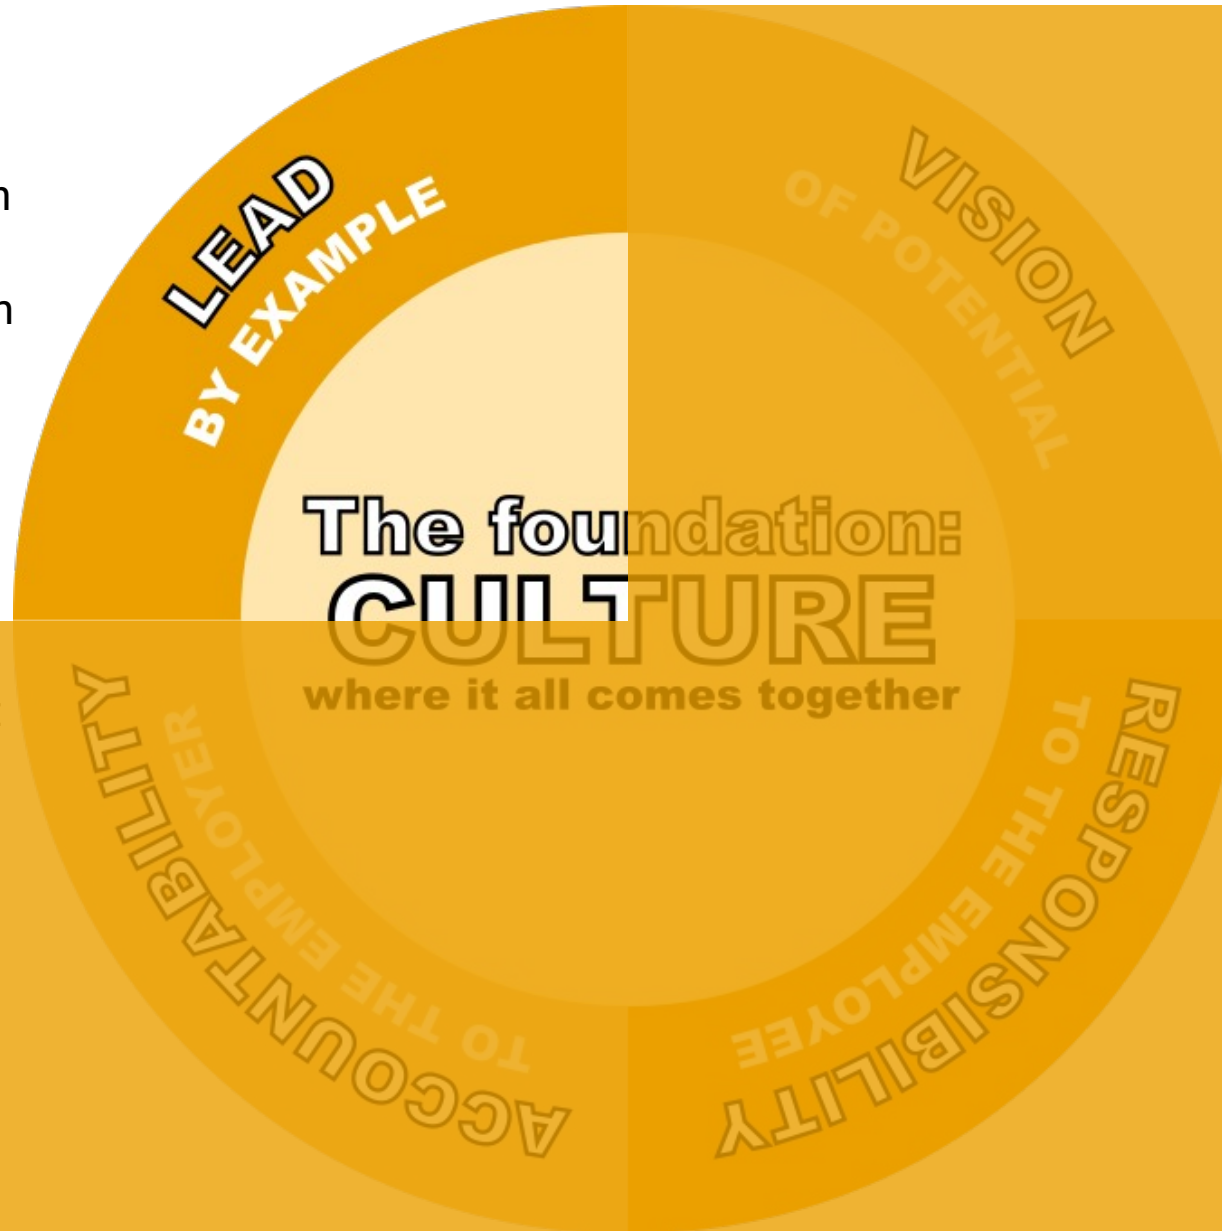 LEAD
BY EXAMPLE
VISION
OF POTENTIAL
The foundation:
CULTURE
where it all comes together
RESPONSIBILITY
TO THE EMPLOYEE
ACCOUNTABILITY
TO THE EMPLOYER